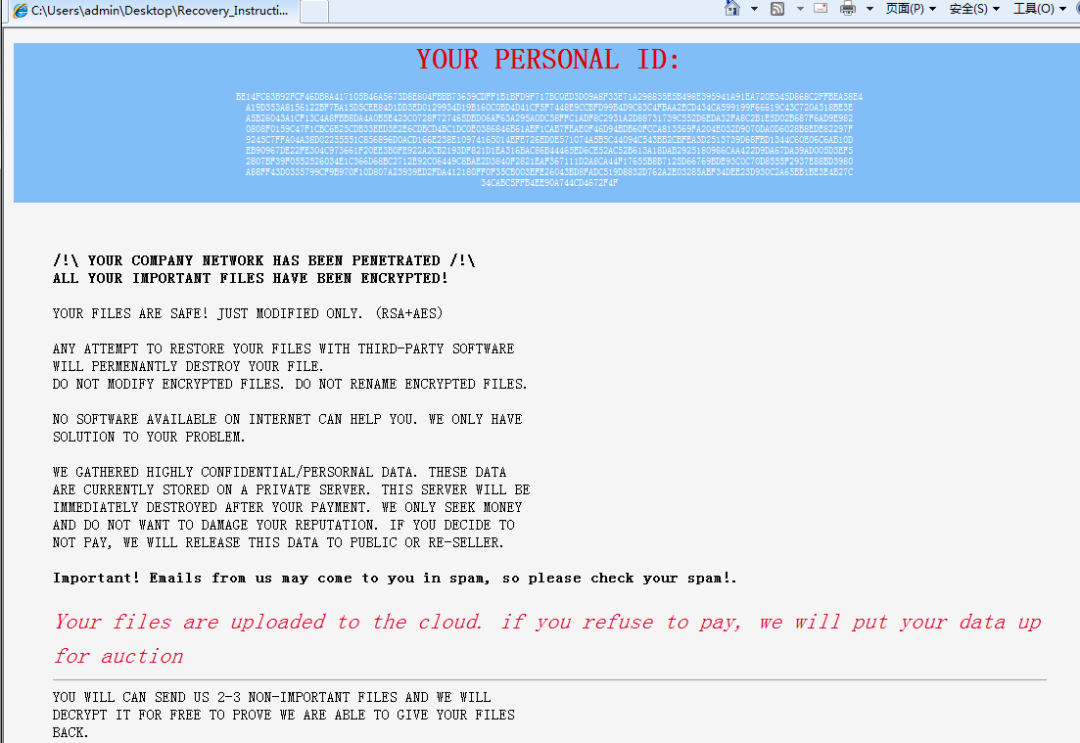 C:\Users\admin\Desktop\Recovery_Instructi...
页面(P) 安全(S) 工具(O)
YOUR PERSONAL ID:
/!\ YOUR COMPANY NETWORK HAS BEEN PENETRATED /!\
ALL YOUR IMPORTANT FILES HAVE BEEN ENCRYPTED!
YOUR FILES ARE SAFE! JUST MODIFIED ONLY. (RSA+AES)
ANY ATTEMPT TO RESTORE YOUR FILES WITH THIRD-PARTY SOFTWARE
WILL PERMENANTLY DESTROY YOUR FILE.
DO NOT MODIFY ENCRYPTED FILES. DO NOT RENAME ENCRYPTED FILES.
NO SOFTWARE AVAILABLE ON INTERNET CAN HELP YOU. WE ONLY HAVE
SOLUTION TO YOUR PROBLEM.
WE GATHERED HIGHLY CONFIDENTIAL/PERSORNAL DATA. THESE DATA
ARE CURRENTLY STORED ON A PRIVATE SERVER. THIS SERVER WILL BE
IMMEDIATELY DESTROYED AFTER YOUR PAYMENT. WE ONLY SEEK MONEY
AND DO NOT WANT TO DAMAGE YOUR REPUTATION. IF YOU DECIDE TO
NOT PAY, WE WILL RELEASE THIS DATA TO PUBLIC OR RE-SELLER.
Important! Emails from us may come to you in spam, so please check your spam!.
Your files are uploaded to the cloud. if you refuse to pay, we will put your data up
for auction
YOU WILL CAN SEND US 2-3 NON-IMPORTANT FILES AND WE WILL
DECRYPT IT FOR FREE TO PROVE WE ARE ABLE TO GIVE YOUR FILES
BACK.